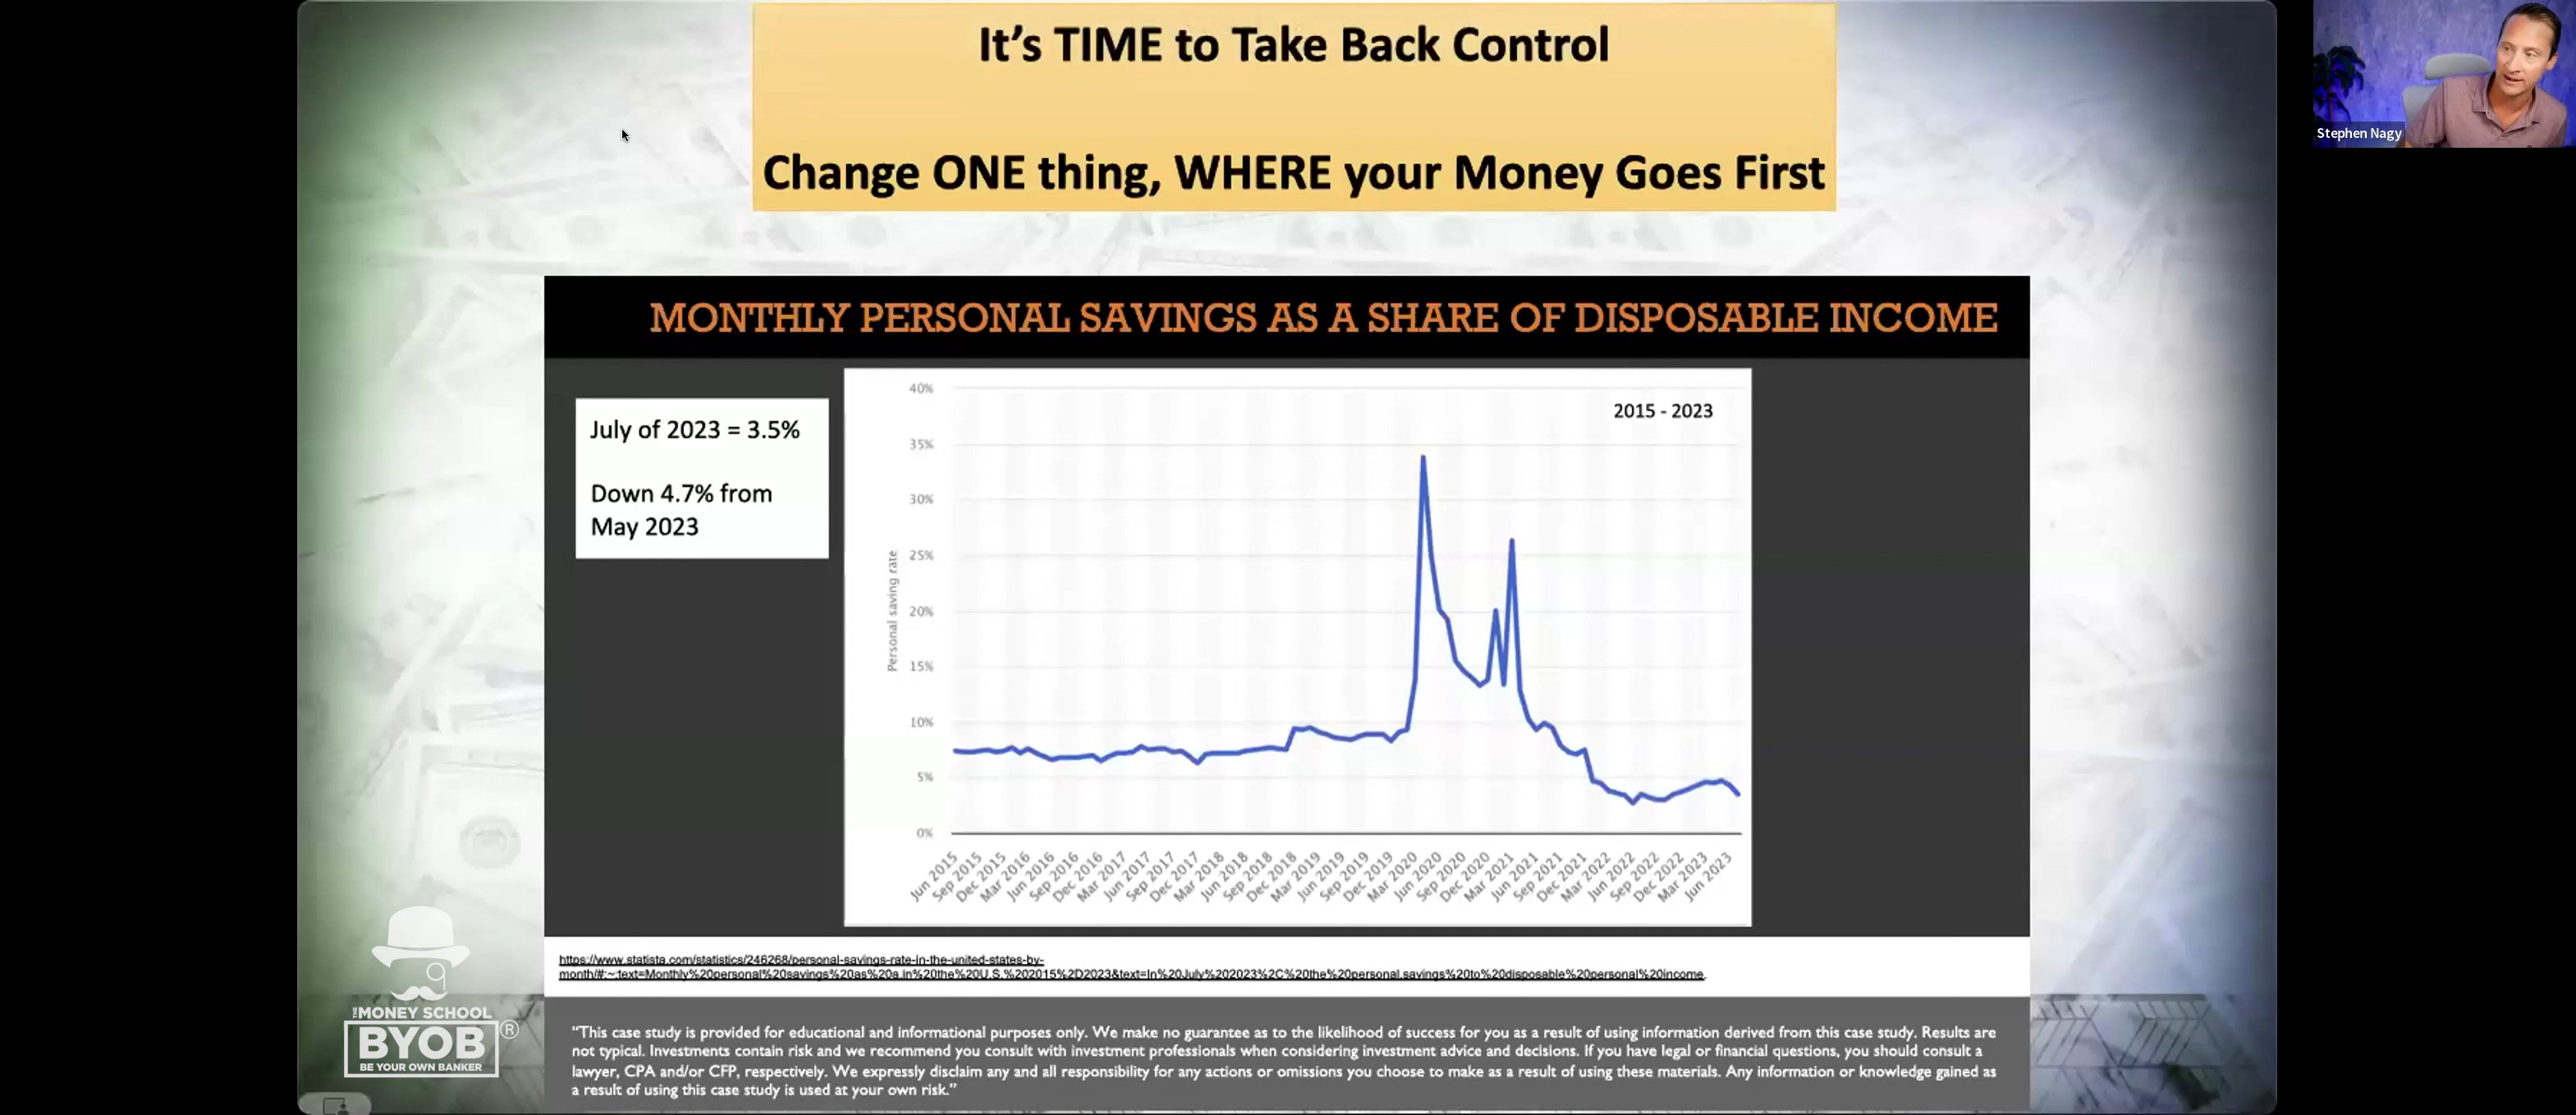 It's TIME to Take Back Control
Change ONE thing, WHERE your Money Goes First
Stephen Nagy
MONTHLY PERSONAL SAVINGS AS A SHARE OF DISPOSABLE INCOME
July of 2023 = 3.5%
Down 4.7% from
May 2023
2015 - 2023
Personal saving rate
40%
35%
30%
25%
20%
15%
10%
5%
0%
Jun 2015
Sep 2015
Dec 2015
Mar 2016
Jun 2016
Sep 2016
Dec 2016
Mar 2017
Jun 2017
Sep 2017
Dec 2017
Mar 2018
Jun 2018
Sep 2018
Dec 2018
Mar 2019
Jun 2019
Sep 2019
Dec 2019
Mar 2020
Jun 2020
Sep 2020
Dec 2020
Mar 2021
Jun 2021
Sep 2021
Dec 2021
Mar 2022
Jun 2022
Sep 2022
Dec 2022
Mar 2023
Jun 2023
https://www.statista.com/statistics/246268/personal-savings-rate-in-the-united-states-by-
month/#:~:text=Monthly%20personal%20savings%20as%20a,in%20the%20U.S.%202015%2D2023&text=In%20July%202023%2C%20the%20personal,savings%20to%20disposable%20personal%20income.
THE MONEY SCHOOL
BYOB®
BE YOUR OWN BANKER
"This case study is provided for educational and informational purposes only. We make no guarantee as to the likelihood of success for you as a result of using information derived from this case study. Results are
not typical. Investments contain risk and we recommend you consult with investment professionals when considering investment advice and decisions. If you have legal or financial questions, you should consult a
lawyer, CPA and/or CFP, respectively. We expressly disclaim any and all responsibility for any actions or omissions you choose to make as a result of using these materials. Any information or knowledge gained as
a result of using this case study is used at your own risk."